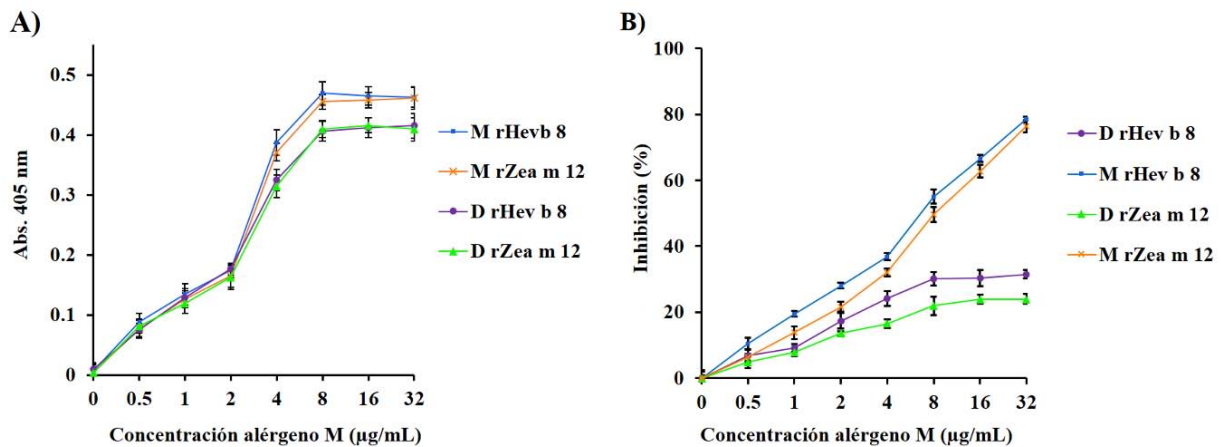 A)
0.5
0.4
0.3
0.2
0.1
0
Abs. 405 nm
0 0.5 1 2 4 8 16 32
Concentración alérgeno M (µg/mL)
M rHevb 8
M rZea m 12
D rHev b 8
D rZea m 12
B)
100
80
60
40
20
0
Inhibición (%)
0 0.5 1 2 4 8 16 32
Concentración alérgeno M (µg/mL)
D rHev b 8
M rHev b 8
D rZea m 12
M rZea m 12